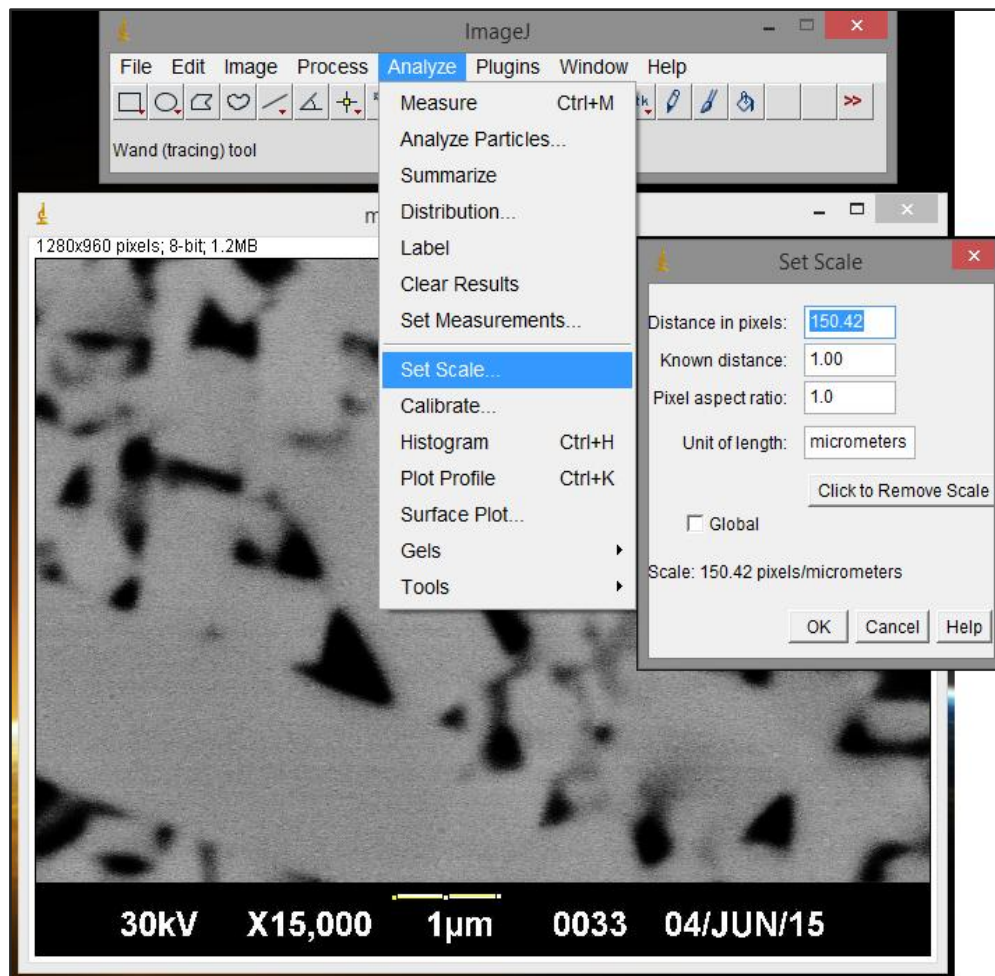 ImageJ
File Edit Image Process Analyze Plugins Window Help
Wand (tracing) tool
Measure Ctrl+M
Analyze Particles...
Summarize
Distribution...
Label
Clear Results
Set Measurements...
Set Scale...
Calibrate...
Histogram Ctrl+H
Plot Profile Ctrl+K
Surface Plot...
Gels
Tools
1280x960 pixels; 8-bit; 1.2MB
Set Scale
Distance in pixels: 150.42
Known distance: 1.00
Pixel aspect ratio: 1.0
Unit of length: micrometers
Click to Remove Scale
Global
Scale: 150.42 pixels/micrometers
OK Cancel Help
30kV X15,000 1µm 0033 04/JUN/15